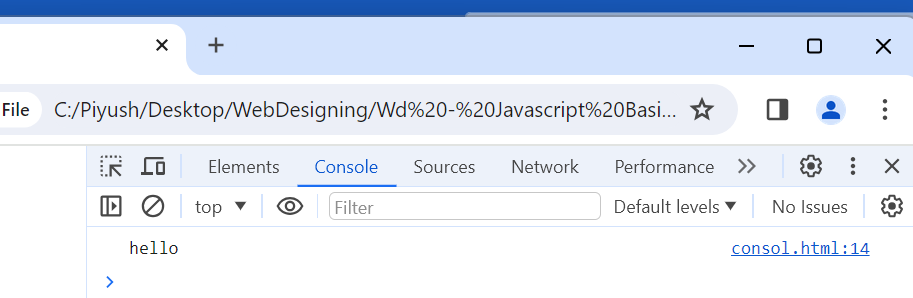 File C:/Piyush/Desktop/WebDesigning/Wd%20-%20Javascript%20Basi...
Elements Console Sources Network Performance
top Filter Default levels No Issues
hello consol.html:14